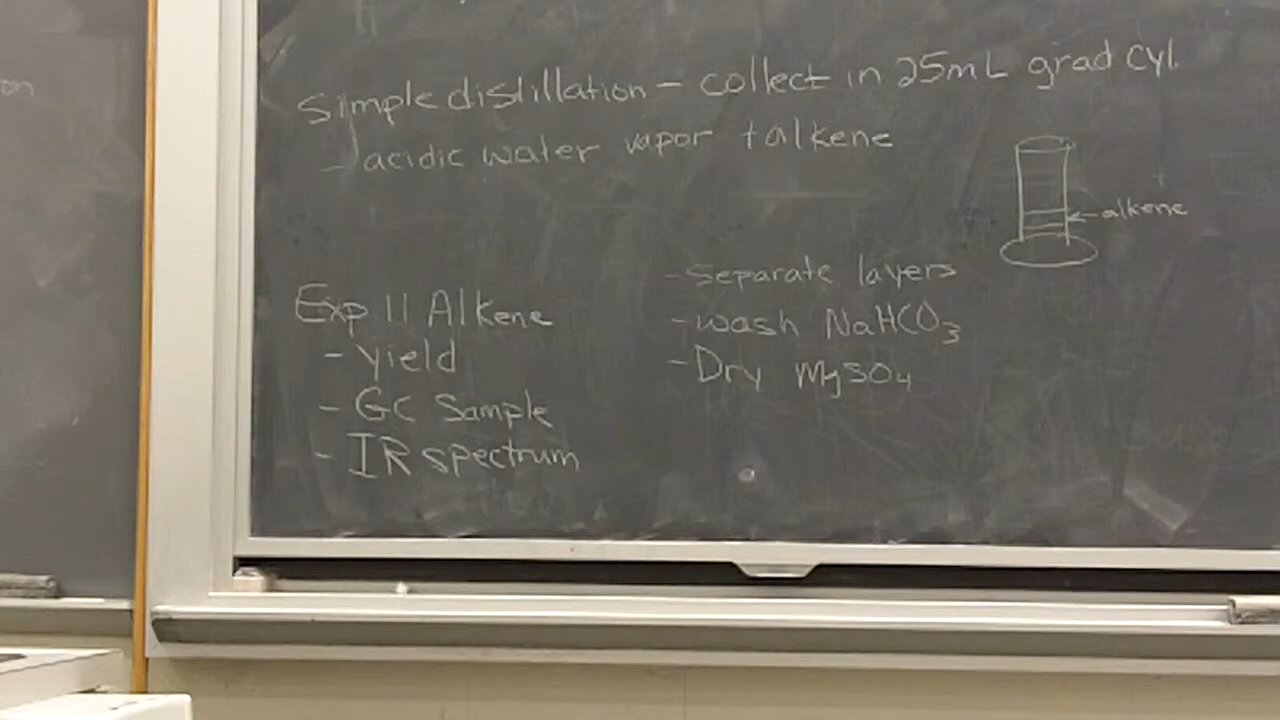 on
Simple distillation - collect in 25mL grad cyl.
- acidic water vapor + alkene
← alkene
Exp 11 Alkene
- yield
- GC Sample
- IR spectrum
- Separate layers
- wash NaHCO3
- Dry MgSO4